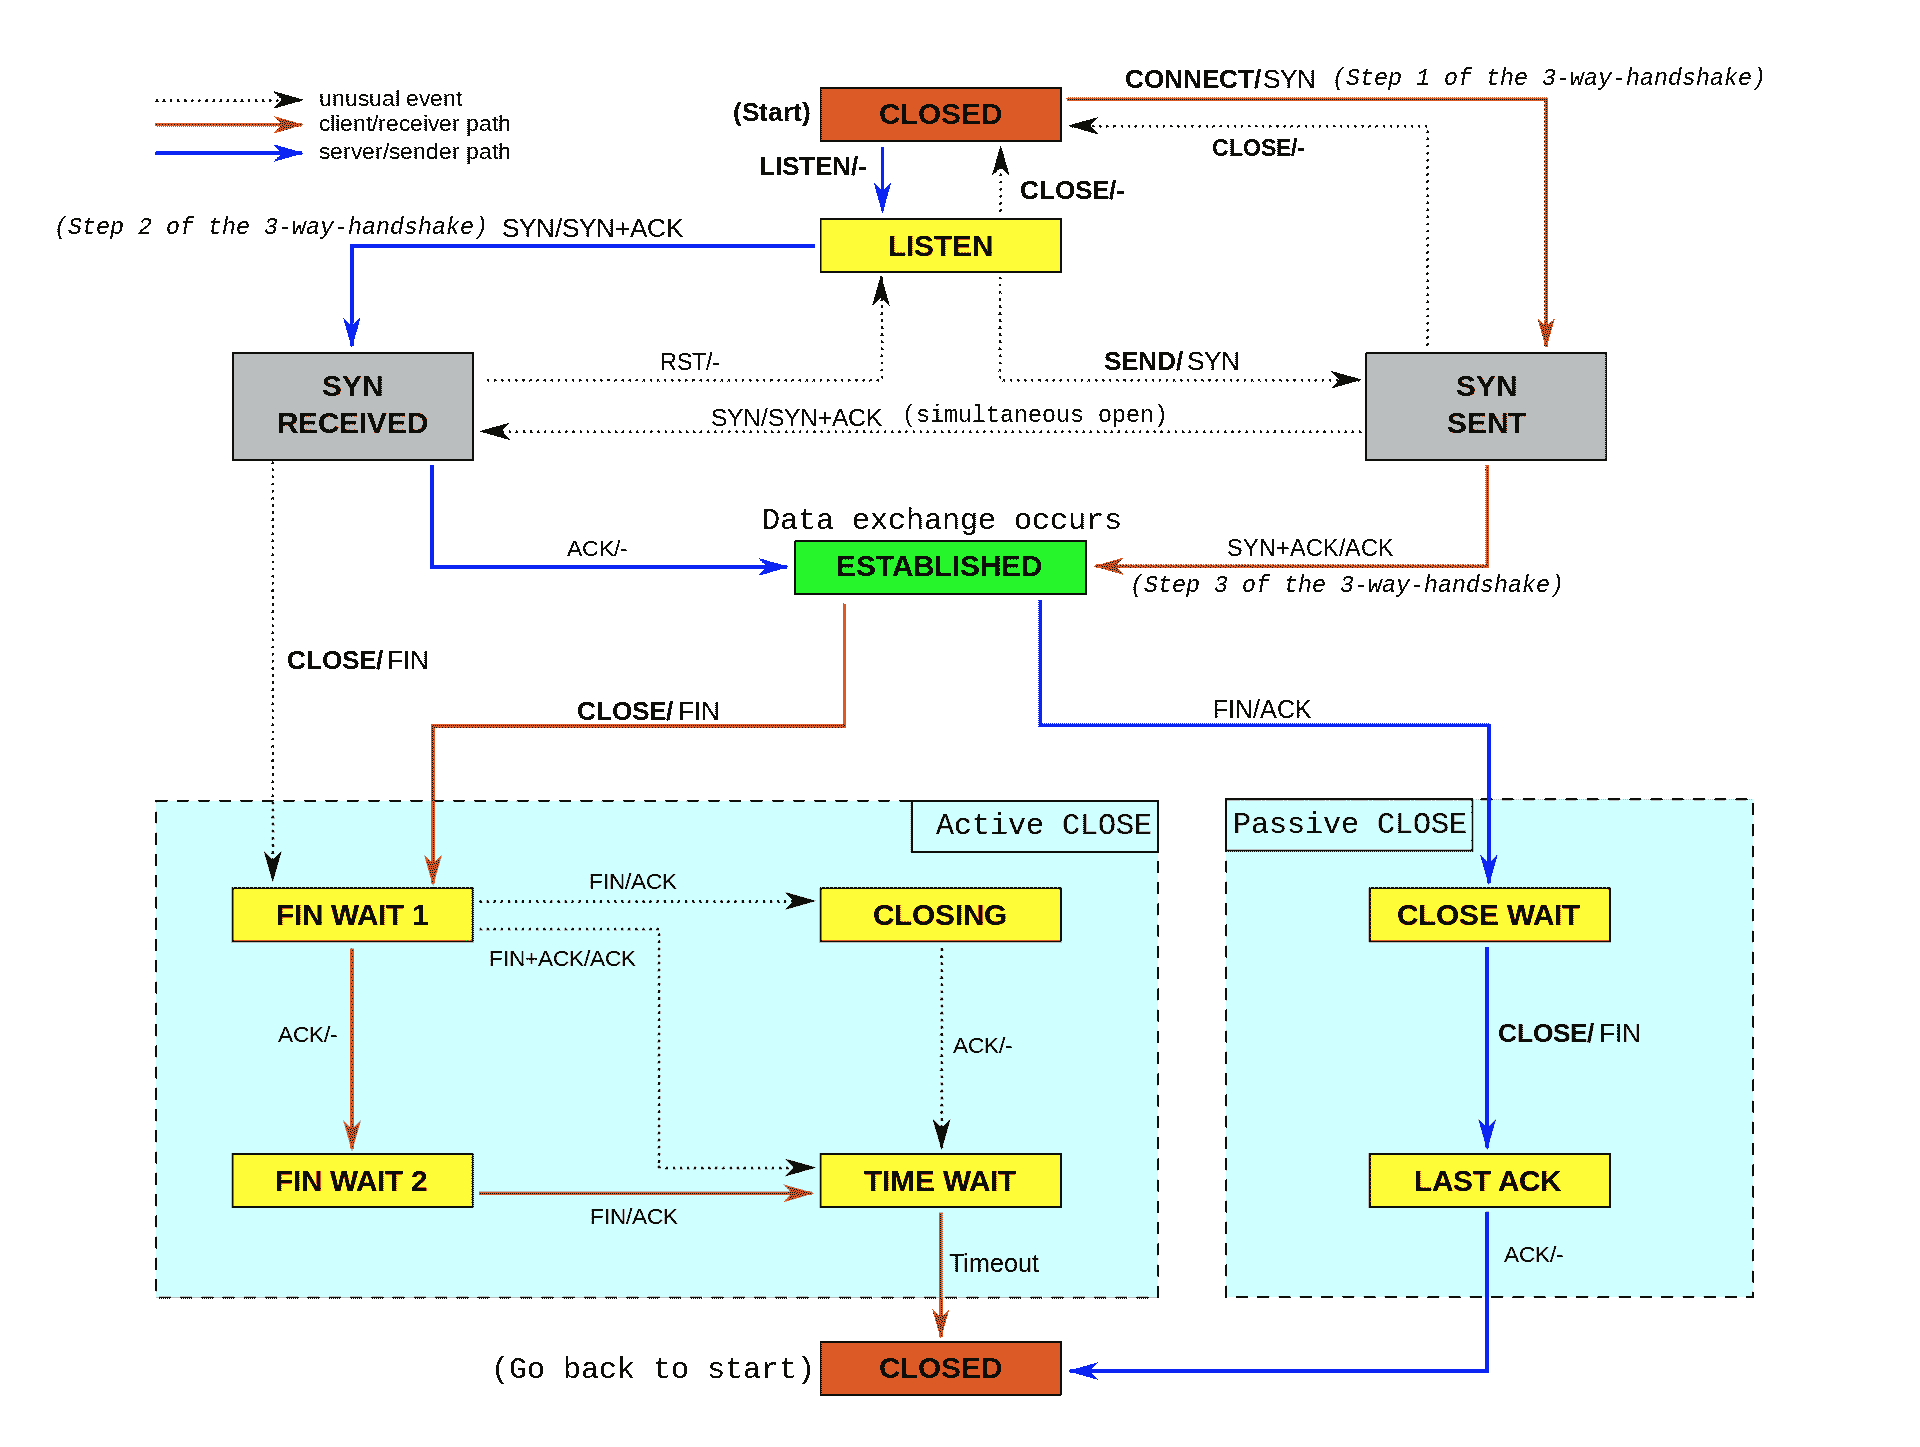 CONNECT/SYN (Step 1 of the 3-way-handshake)
unusual event
client/receiver path
server/sender path
(Start)
CLOSED
CLOSE/-
LISTEN/-
CLOSE/-
(Step 2 of the 3-way-handshake) SYN/SYN+ACK
LISTEN
RST/-
SEND/SYN
SYN
RECEIVED
SYN/SYN+ACK (simultaneous open)
SYN
SENT
Data exchange occurs
ACK/-
ESTABLISHED
SYN+ACK/ACK
(Step 3 of the 3-way-handshake)
CLOSE/FIN
CLOSE/FIN
FIN/ACK
Active CLOSE
Passive CLOSE
FIN WAIT 1
FIN/ACK
CLOSING
CLOSE WAIT
FIN+ACK/ACK
ACK/-
ACK/-
CLOSE/FIN
FIN WAIT 2
TIME WAIT
LAST ACK
FIN/ACK
Timeout
ACK/-
(Go back to start)
CLOSED